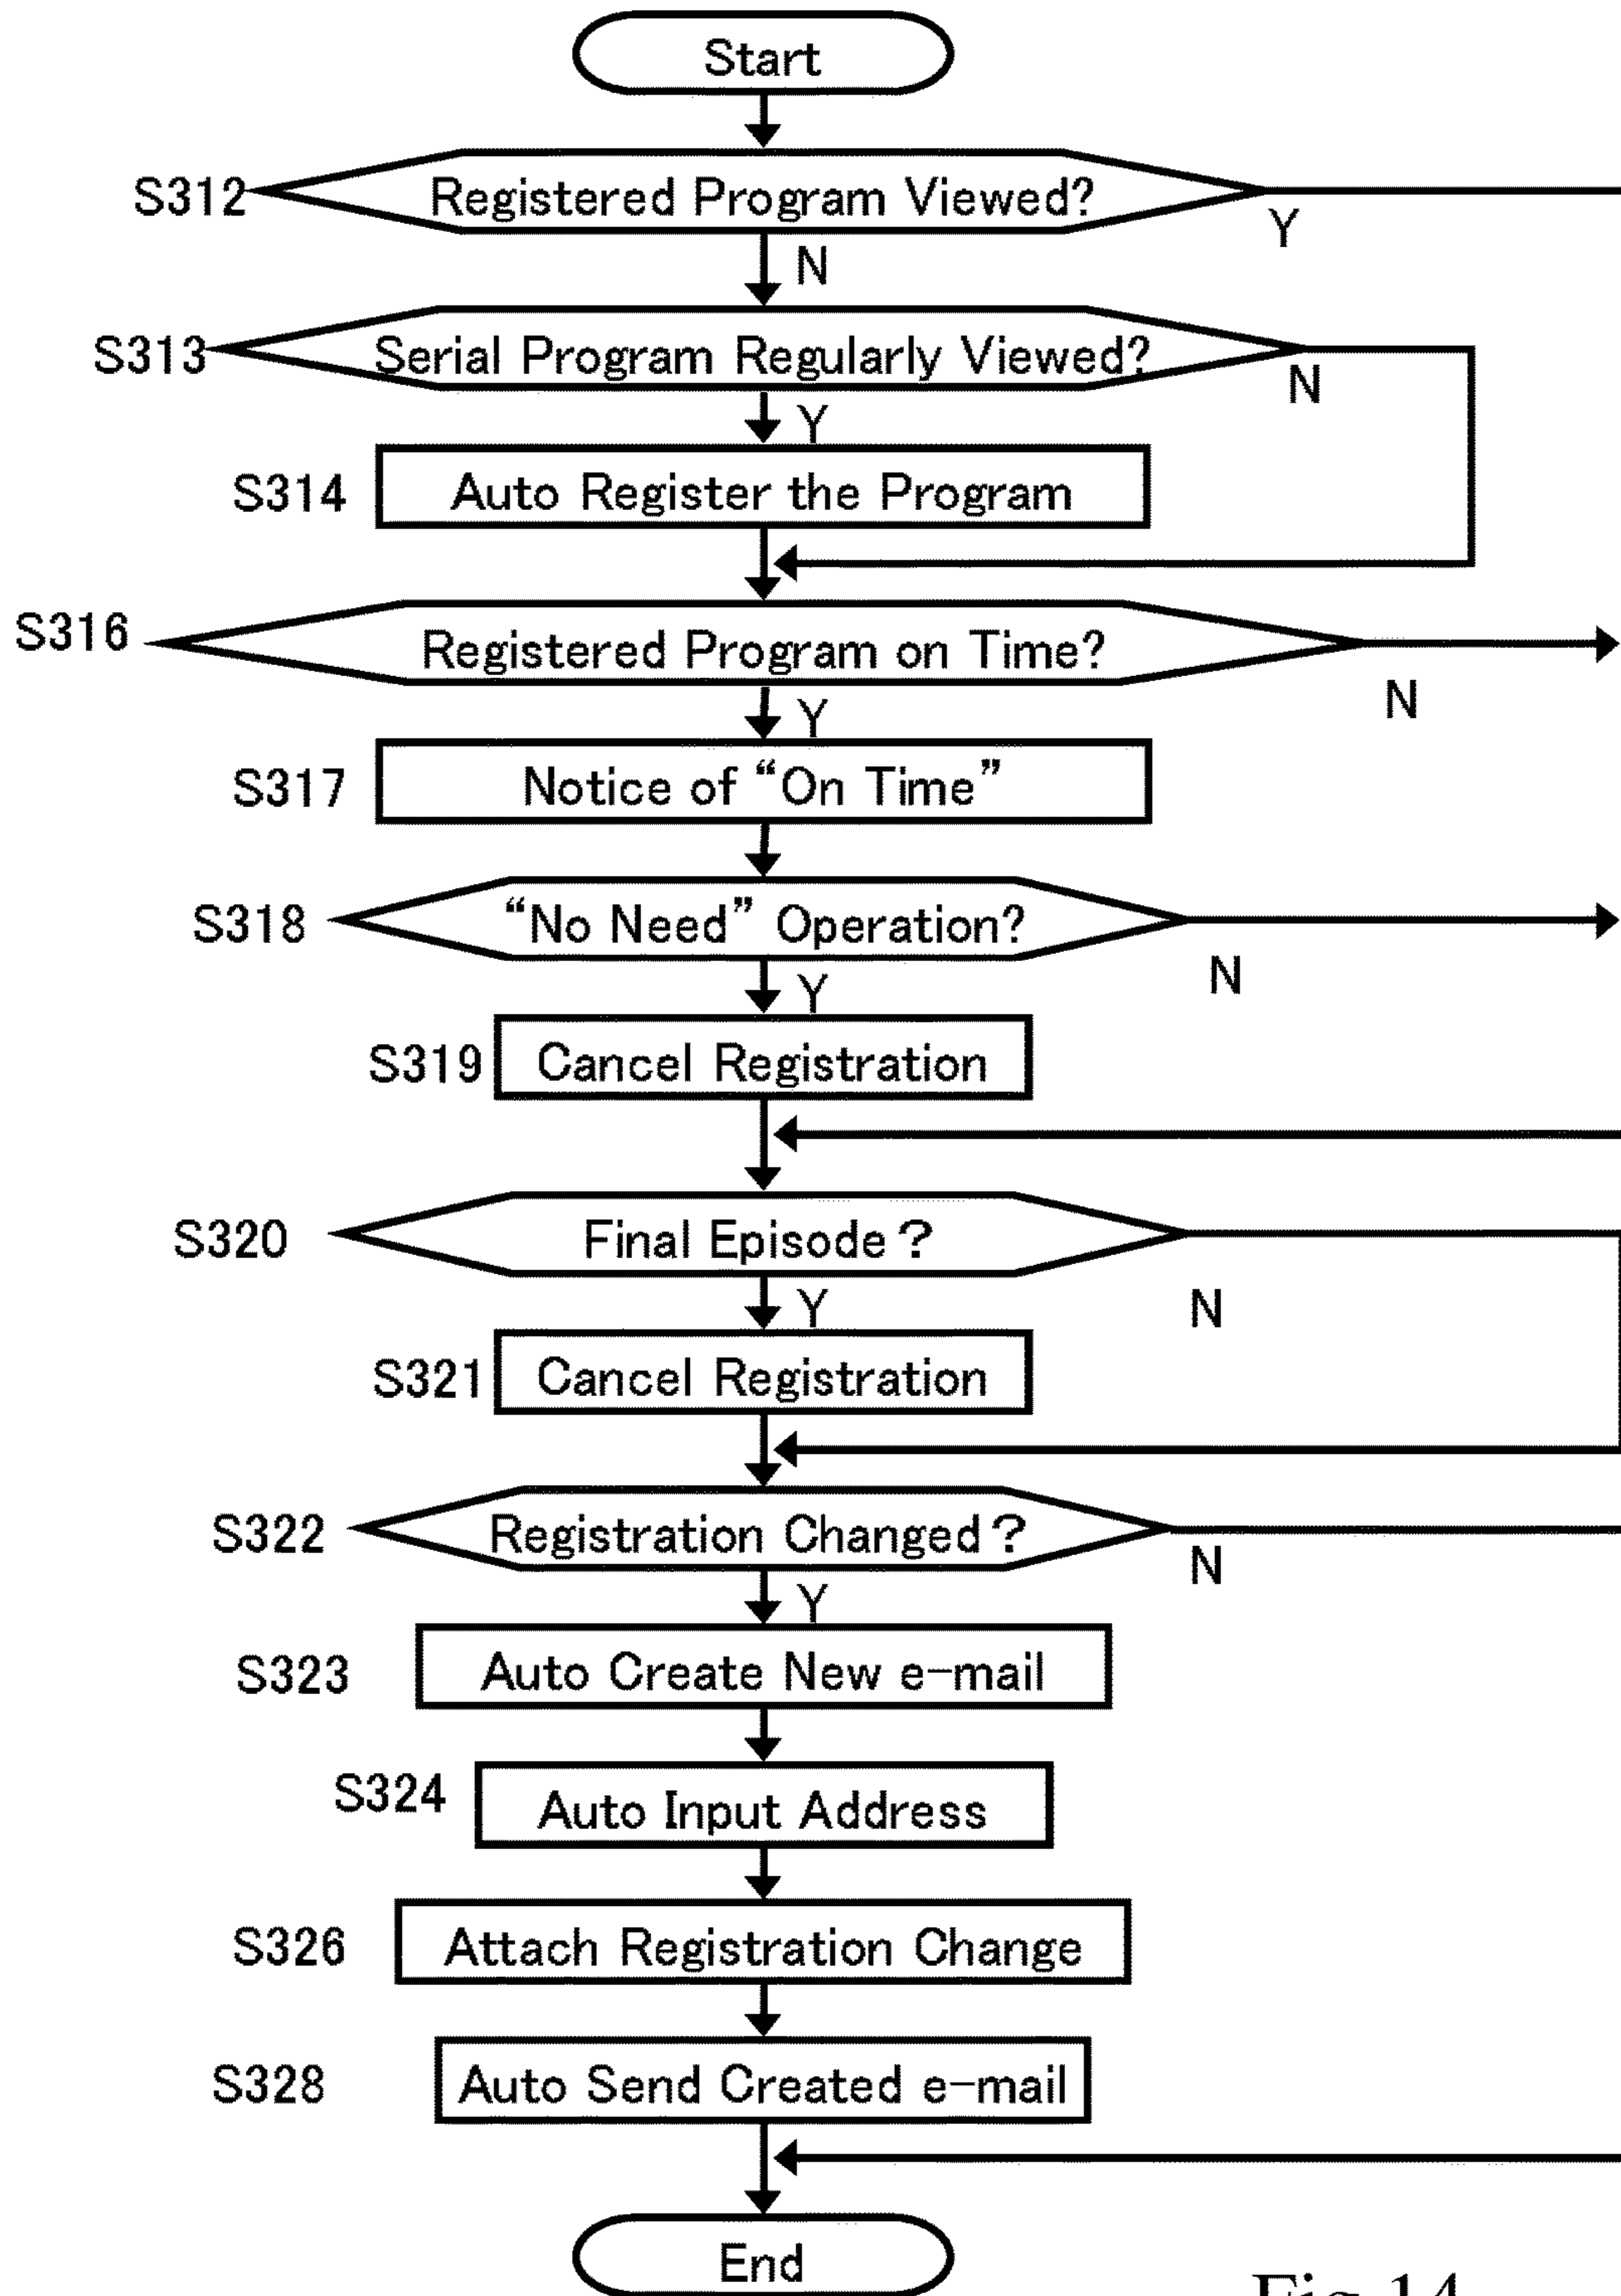 Start
S312
Registered Program Viewed?
Y
N
S313
Serial Program Regularly Viewed?
N
Y
S314
Auto Register the Program
S316
Registered Program on Time?
N
Y
S317
Notice of “On Time”
S318
“No Need” Operation?
N
Y
S319
Cancel Registration
S320
Final Episode?
Y
N
S321
Cancel Registration
S322
Registration Changed?
N
Y
S323
Auto Create New e-mail
S324
Auto Input Address
S326
Attach Registration Change
S328
Auto Send Created e-mail
End
Fig.14